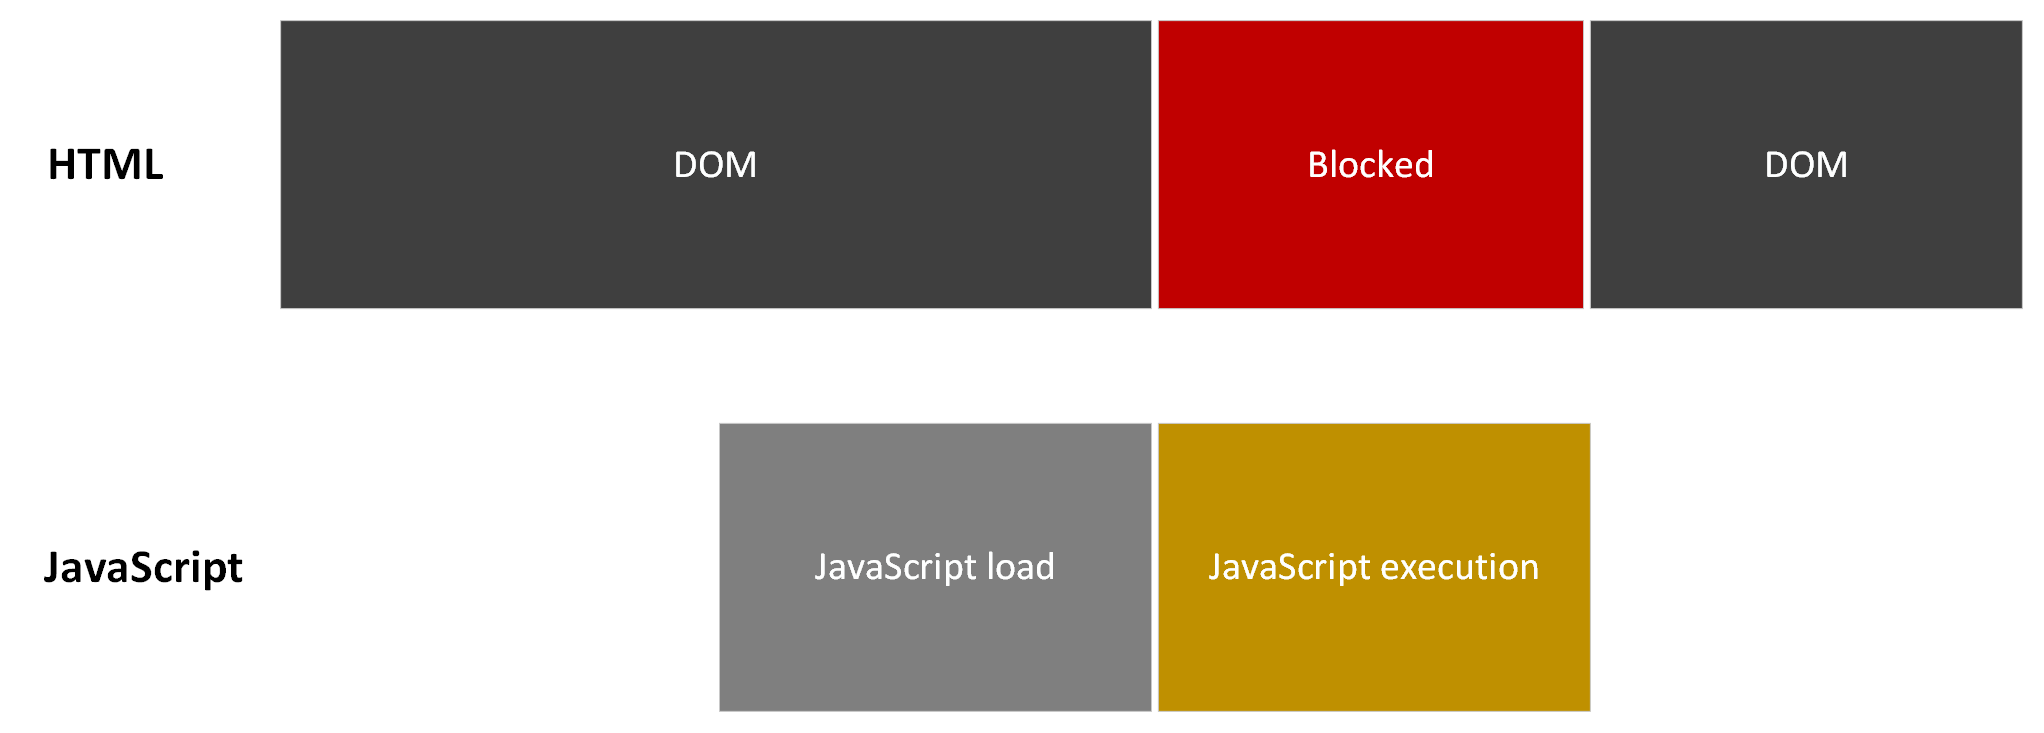 HTML
DOM
Blocked
DOM
JavaScript
JavaScript load
JavaScript execution